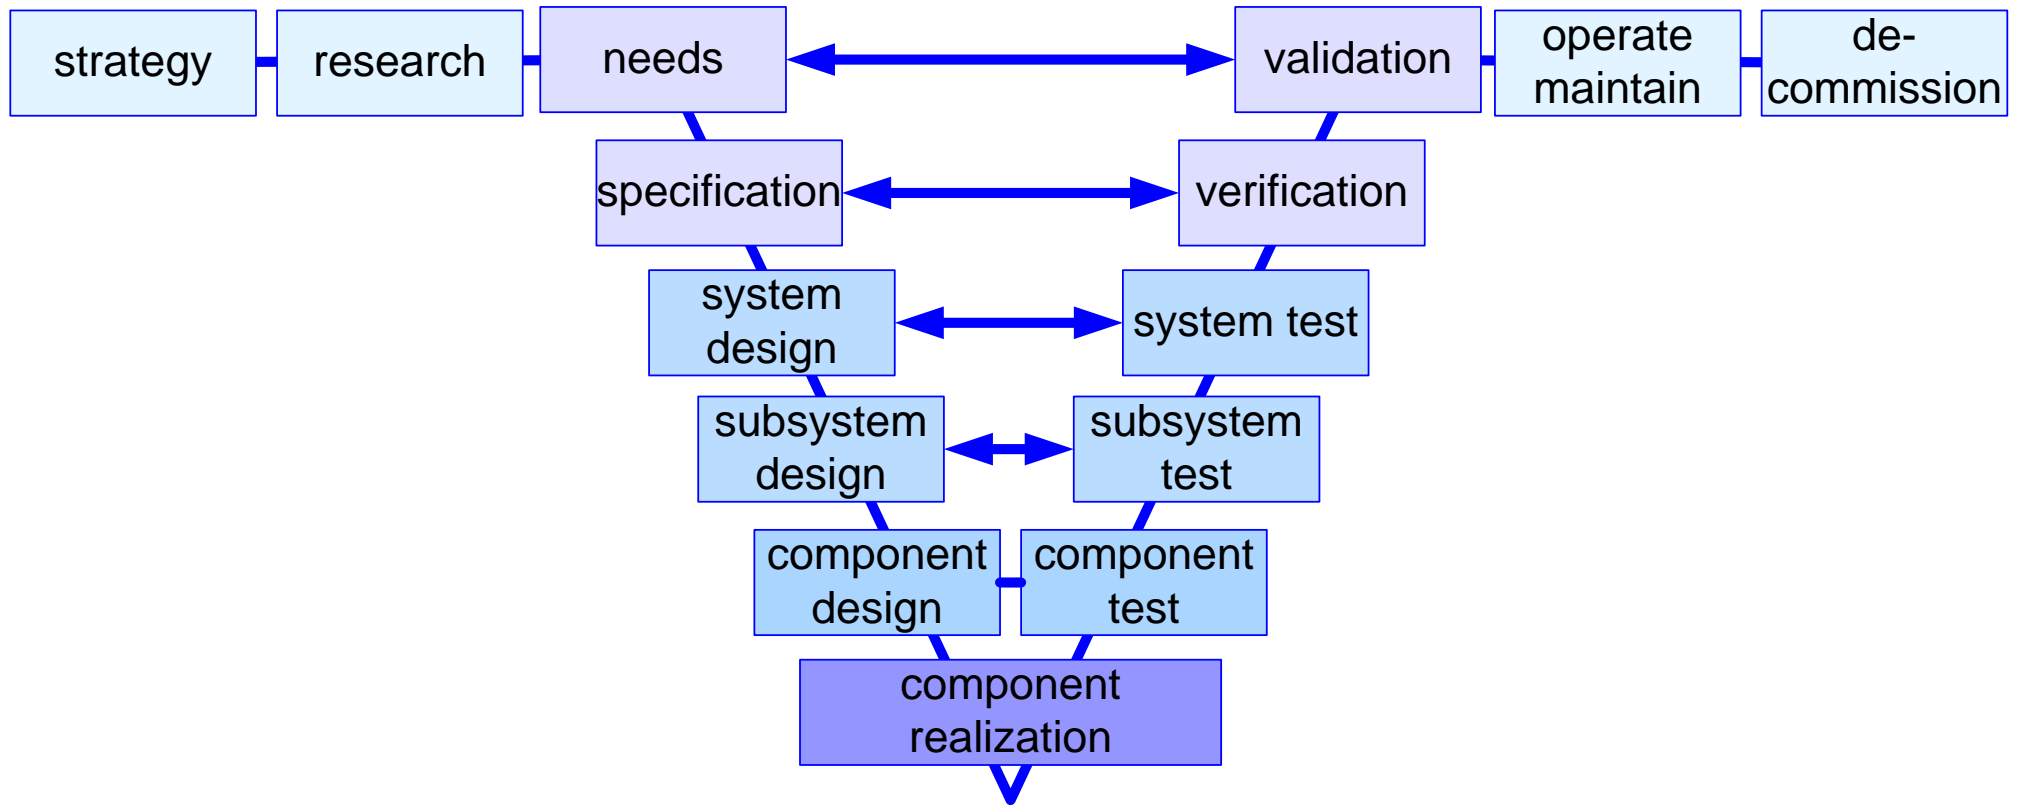 strategy
research
needs
validation
operate
maintain
de-
commission
specification
verification
system
design
system test
subsystem
design
subsystem
test
component
design
component
test
component
realization